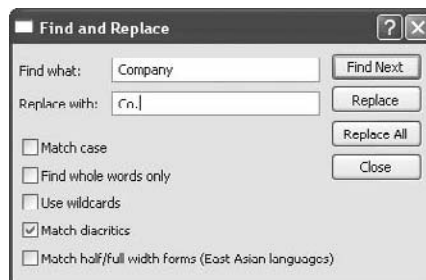 Find and Replace
Find what: Company Find Next
Replace with: Co. Replace
Replace All
Match case
Close
Find whole words only
Use wildcards
Match diacritics
Match half/full width forms (East Asian languages)